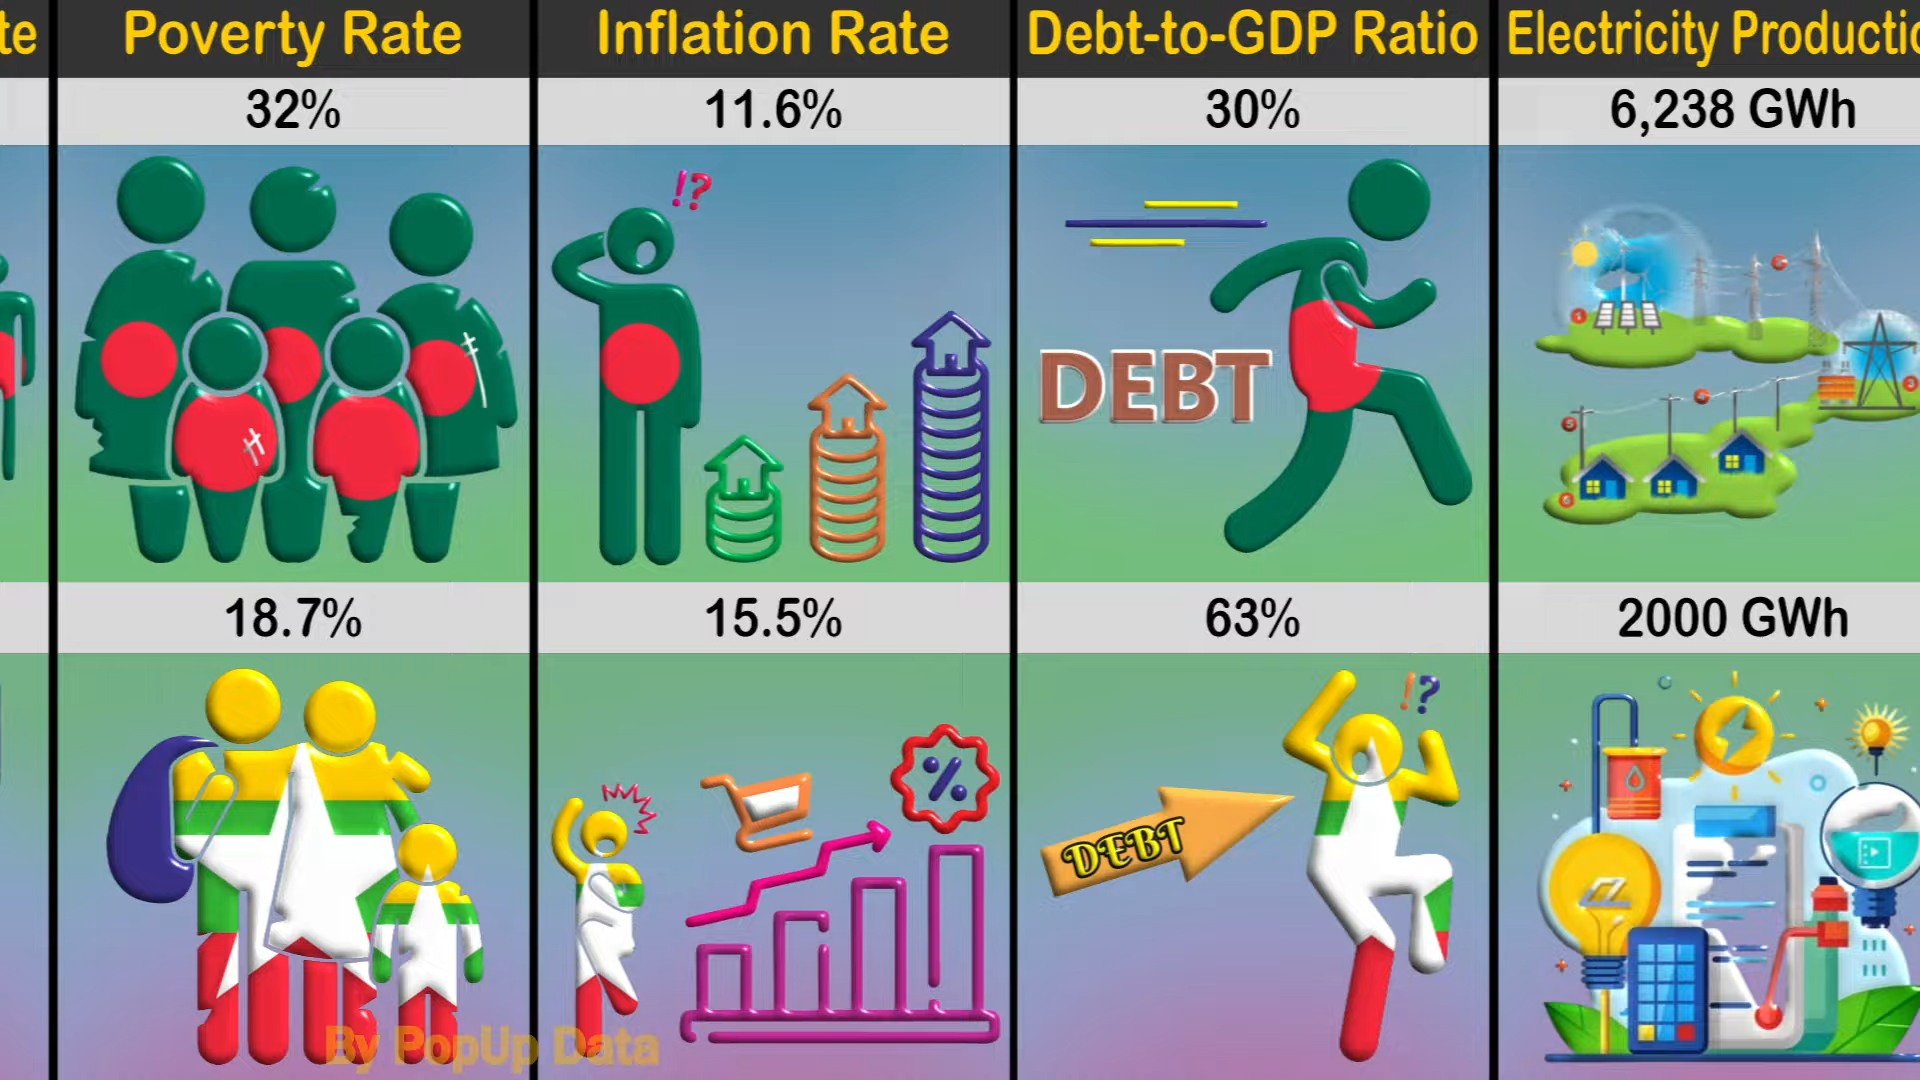 te
Poverty Rate
Inflation Rate
Debt-to-GDP Ratio
Electricity Productio
32%
11.6%
30%
6,238 GWh
!?
DEBT
18.7%
15.5%
63%
2000 GWh
!?
%
DEBT
By PopUp Data